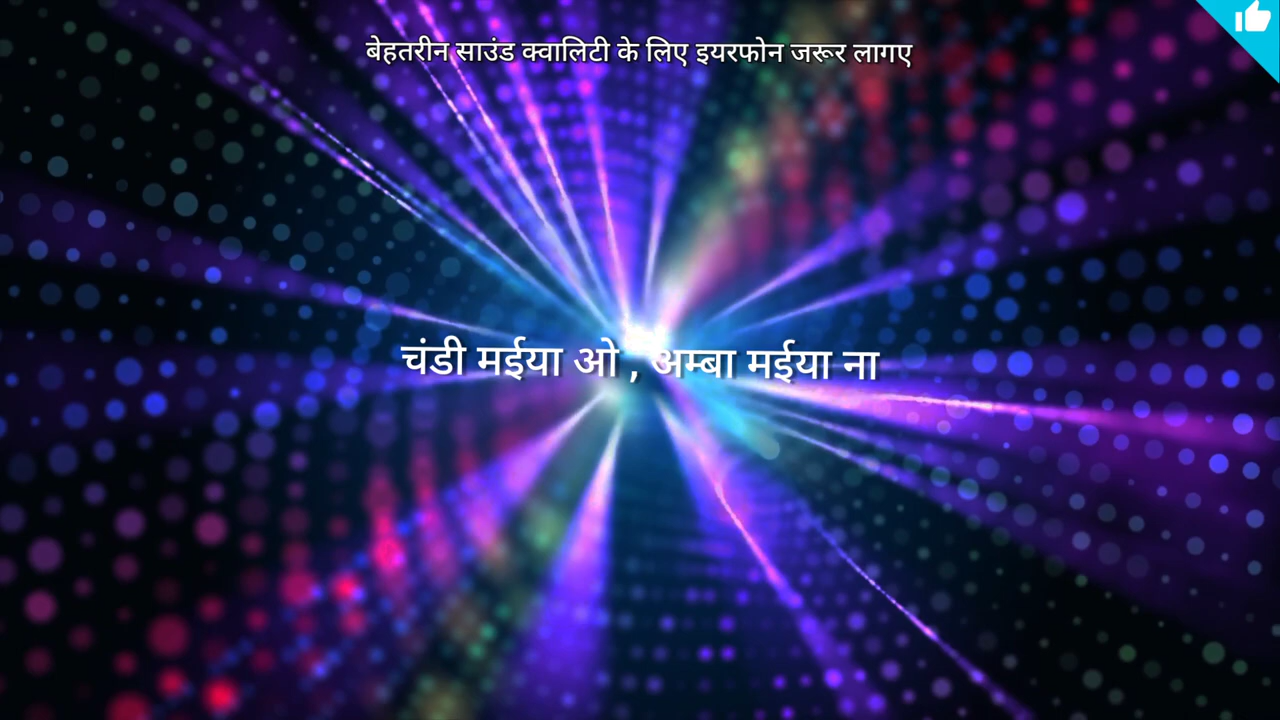 बेहतरीन साउंड क्वालिटी के लिए इयरफोन जरूर लागए
चंडी मईया ओ , अम्बा मईया ना